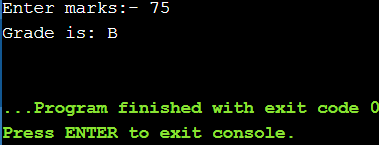 Enter marks:- 75
Grade is: B
...Program finished with exit code 0
Press ENTER to exit console.